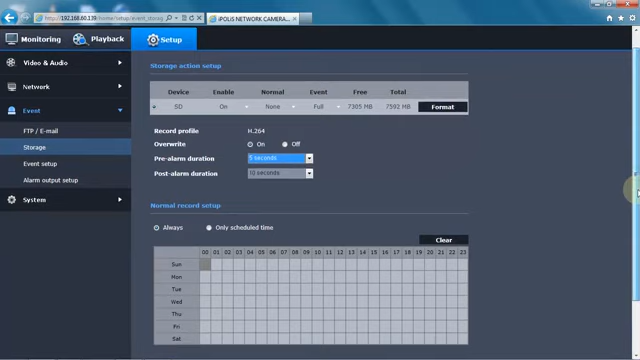 http://192.168.60.139/home/setup/event_storag
iPOLiS NETWORK CAMERA...
Monitoring
Playback
Setup
Video & Audio
Network
Event
FTP / E-mail
Storage
Event setup
Alarm output setup
System
Storage action setup
Device Enable Normal Event Free Total
SD On None Full 7305 MB 7592 MB Format
Record profile H.264
Overwrite On Off
Pre-alarm duration 5 seconds
Post-alarm duration 10 seconds
Normal record setup
Always Only scheduled time
Clear
00 01 02 03 04 05 06 07 08 09 10 11 12 13 14 15 16 17 18 19 20 21 22 23
Sun
Mon
Tue
Wed
Thu
Fri
Sat